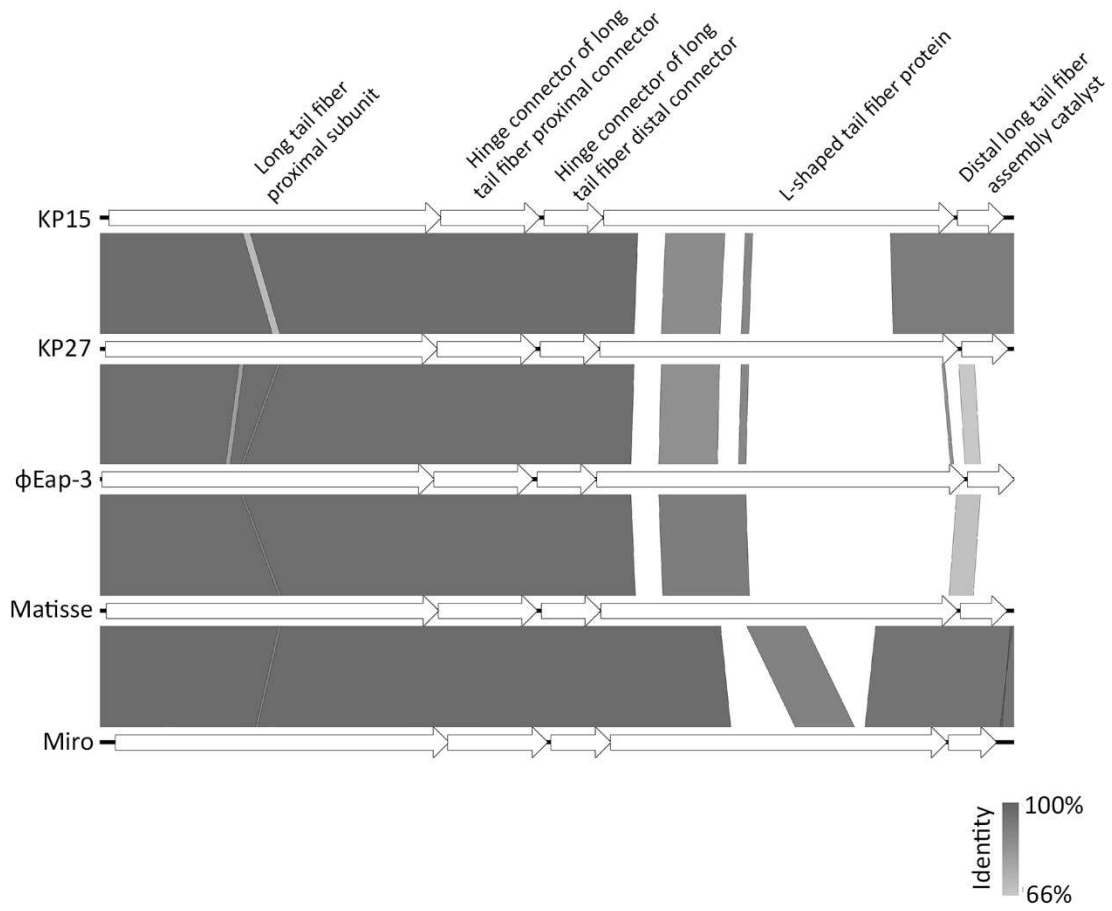 Long tail fiber
proximal subunit
Hinge connector of long
tail fiber proximal connector
Hinge connector of long
tail fiber distal connector
L-shaped tail fiber protein
Distal long tail fiber
assembly catalyst
KP15
KP27
ϕEap-3
Matisse
Miro
Identity
100%
66%